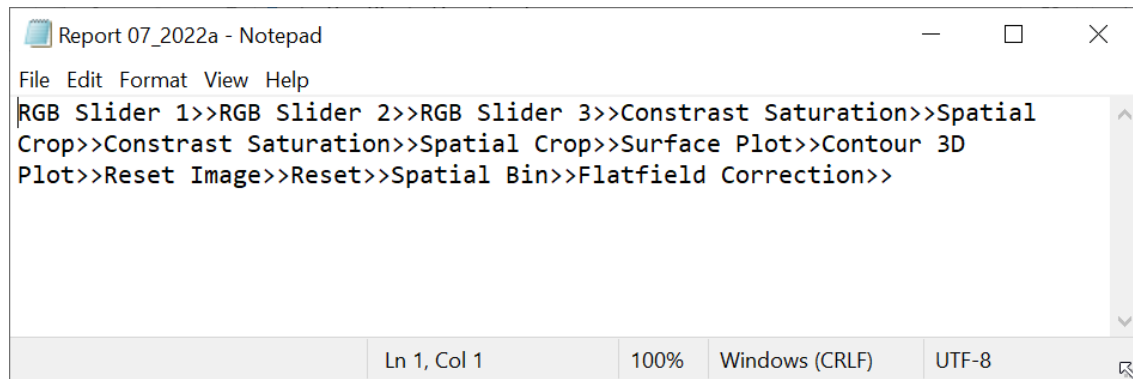 Report 07_2022a - Notepad
File Edit Format View Help
RGB Slider 1>>RGB Slider 2>>RGB Slider 3>>Constrast Saturation>>Spatial
Crop>>Constrast Saturation>>Spatial Crop>>Surface Plot>>Contour 3D
Plot>>Reset Image>>Reset>>Spatial Bin>>Flatfield Correction>>
Ln 1, Col 1 100% Windows (CRLF) UTF-8